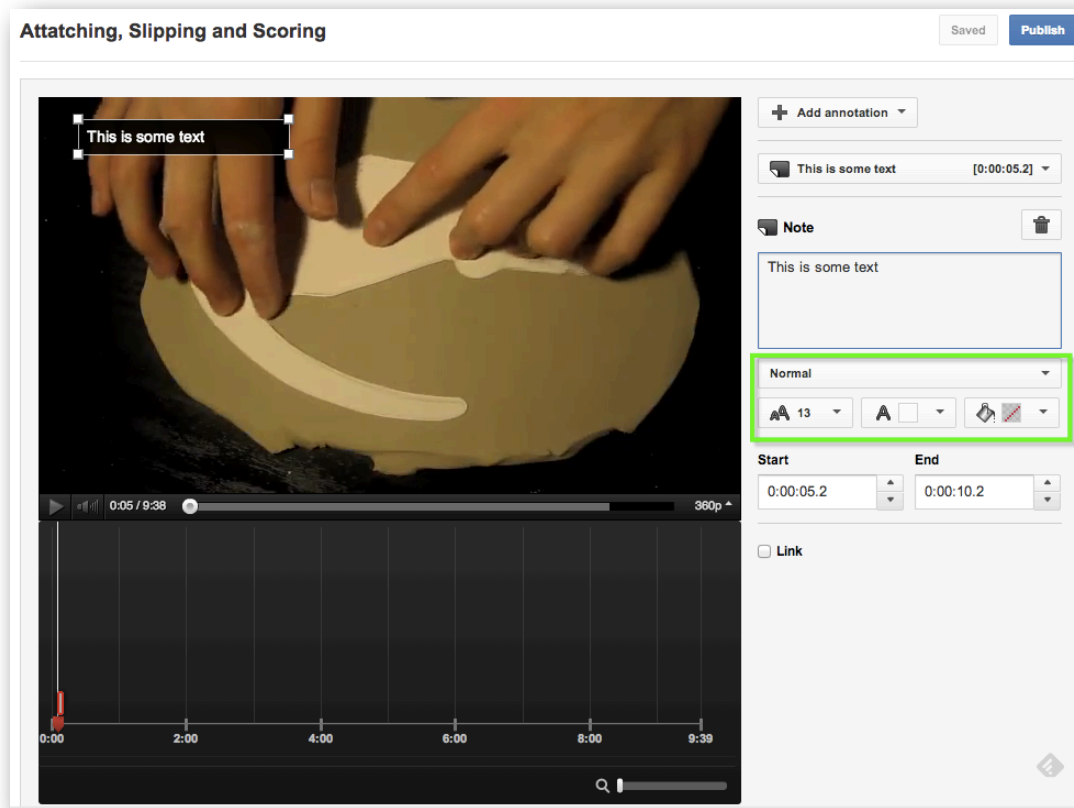 Attatching, Slipping and Scoring
Saved
Publish
This is some text
Add annotation
This is some text [0:00:05.2]
Note
This is some text
Normal
A A 13
A
Start End
0:00:05.2 0:00:10.2
Link
0:05 / 9:38 360p
0:00 2:00 4:00 6:00 8:00 9:39